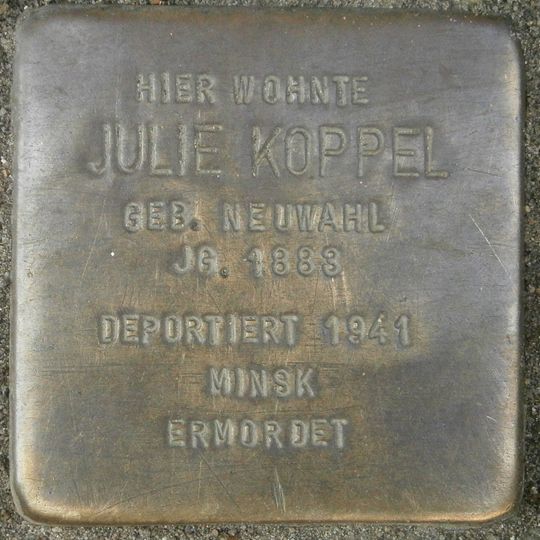 HIER WOHNTE
JULIE KOPPEL
GEB. NEUWAHL
JG. 1883
DEPORTIERT 1941
MINSK
ERMORDET